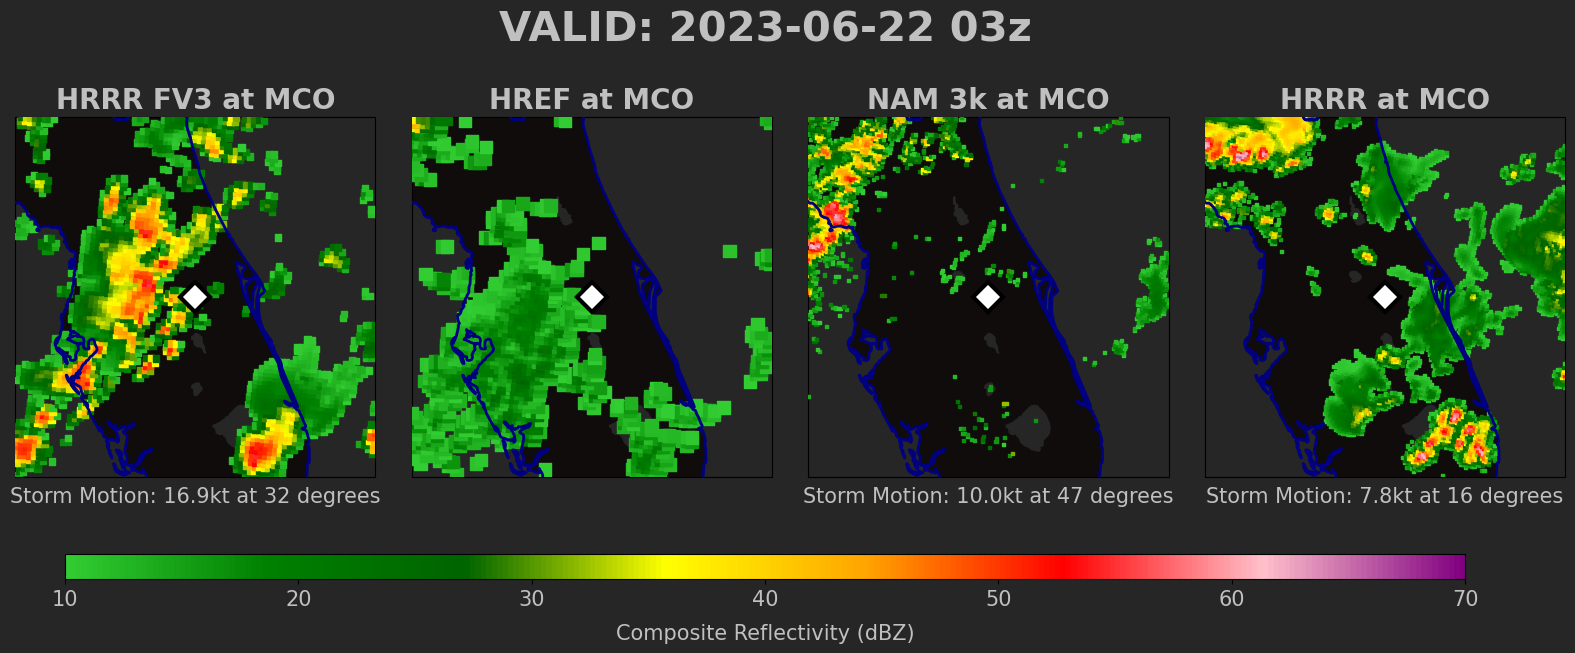 VALID: 2023-06-22 03z
HRRR FV3 at MCO
HREF at MCO
NAM 3k at MCO
HRRR at MCO
Storm Motion: 16.9kt at 32 degrees
Storm Motion: 10.0kt at 47 degrees
Storm Motion: 7.8kt at 16 degrees
10 20 30 40 50 60 70
Composite Reflectivity (dBZ)